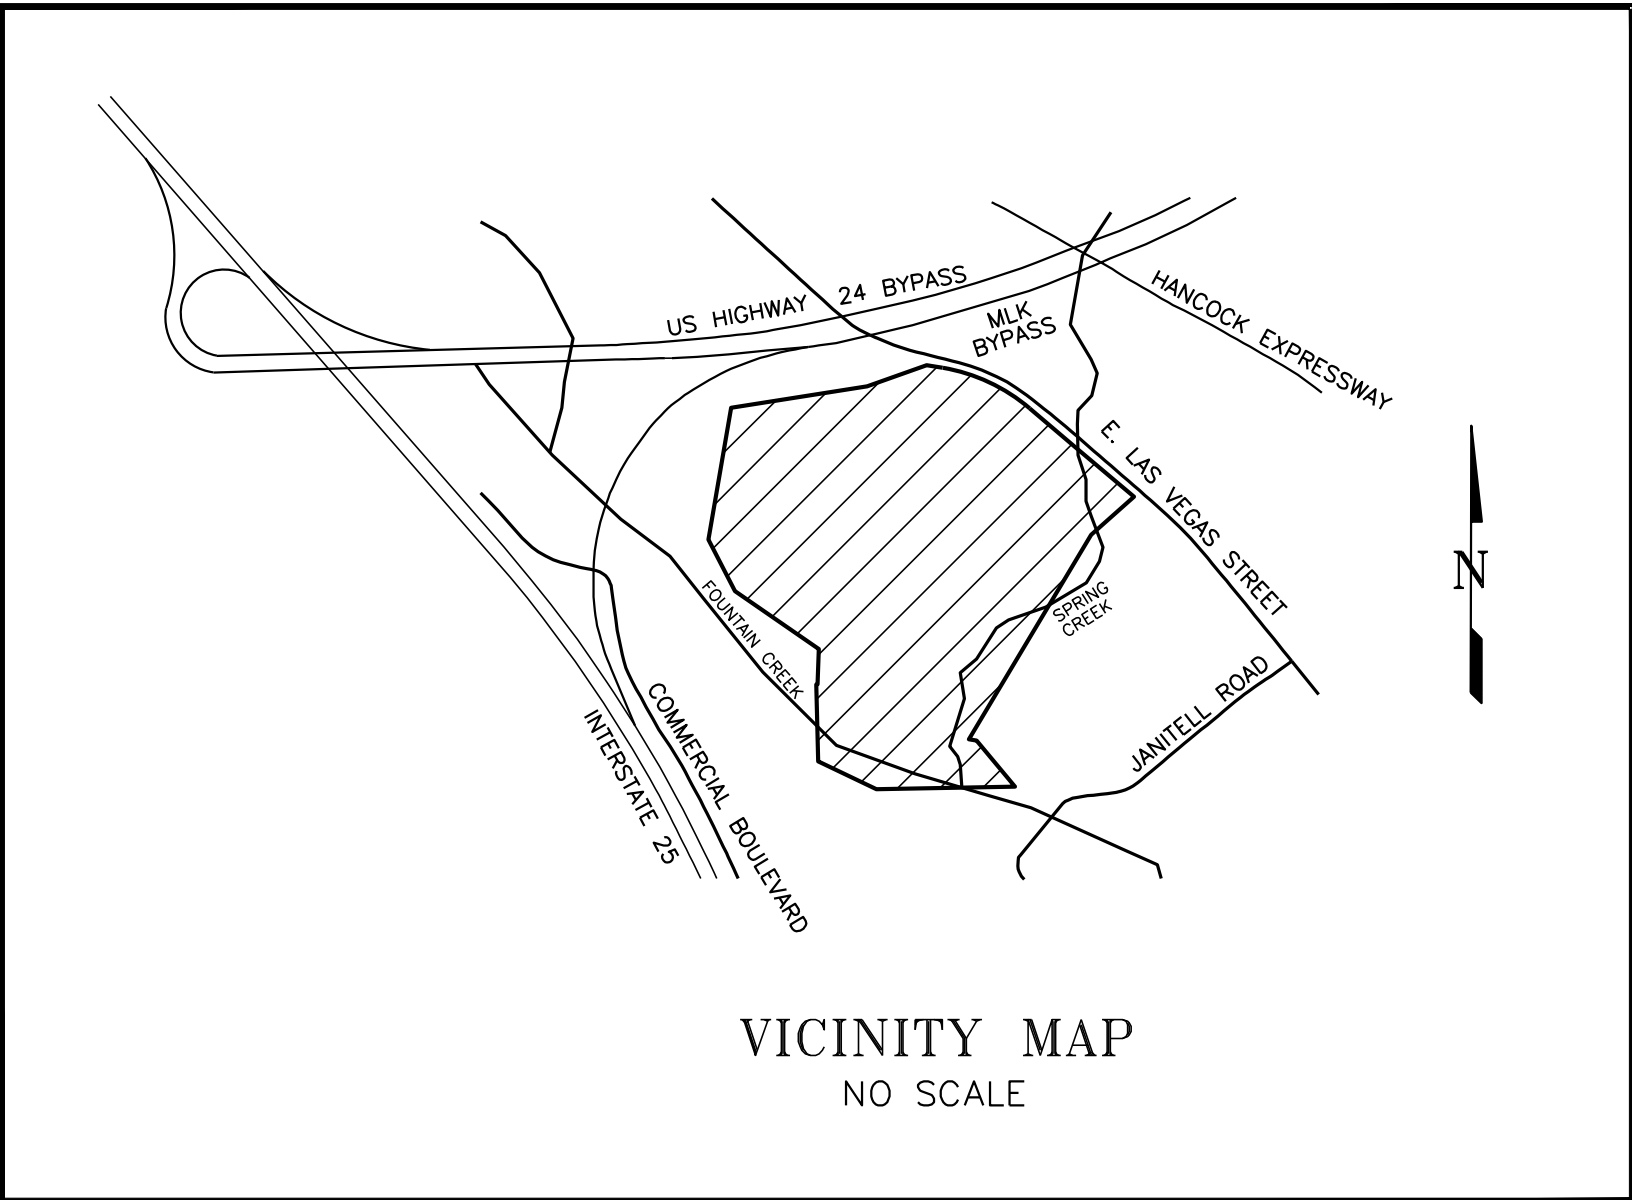 US HIGHWAY 24 BYPASS
MLK
BYPASS
HANCOCK EXPRESSWAY
E. LAS VEGAS STREET
N
FOUNTAIN CREEK
SPRING
CREEK
JANITELL ROAD
COMMERCIAL BOULEVARD
INTERSTATE 25
VICINITY MAP
NO SCALE